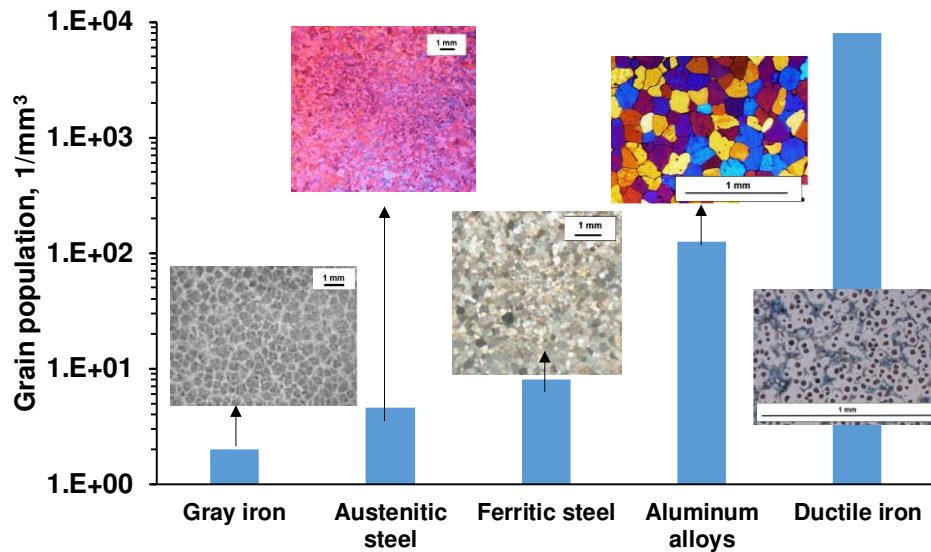 Grain population, 1/mm³
1.E+04
1.E+03
1.E+02
1.E+01
1.E+00
1 mm
1 mm
1 mm
1 mm
1 mm
Gray iron
Austenitic
steel
Ferritic steel
Aluminum
alloys
Ductile iron